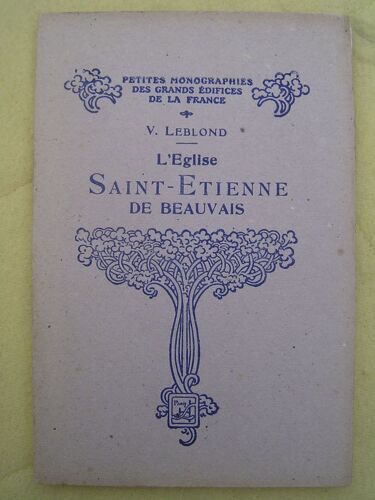 PETITES MONOGRAPHIES
DES GRANDS ÉDIFICES
DE LA FRANCE
V. LEBLOND
L'EGLISE
SAINT-ETIENNE
DE BEAUVAIS